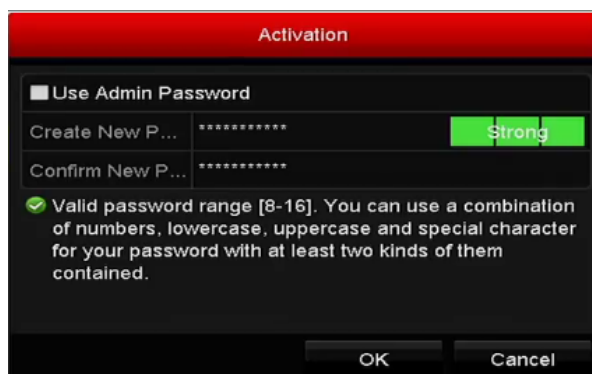 Activation
Use Admin Password
Create New P... *********** Strong
Confirm New P... ***********
Valid password range [8-16]. You can use a combination
of numbers, lowercase, uppercase and special character
for your password with at least two kinds of them
contained.
OK Cancel